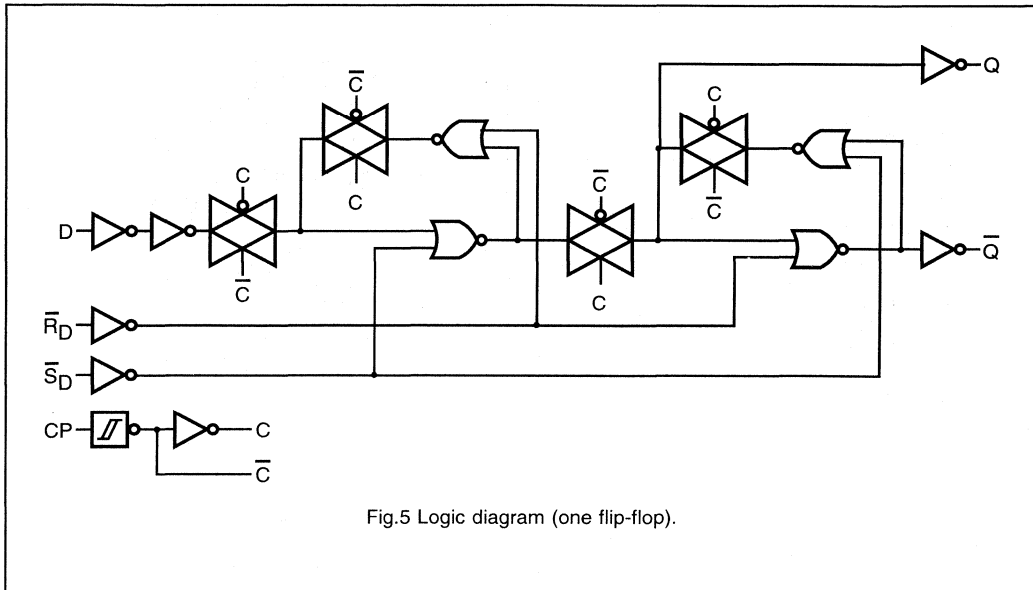 C̅
C
Q
C
C̅
D
C
C̅
C̅
C
Q̅
R̅D
S̅D
CP
C
C̅
Fig.5 Logic diagram (one flip-flop).